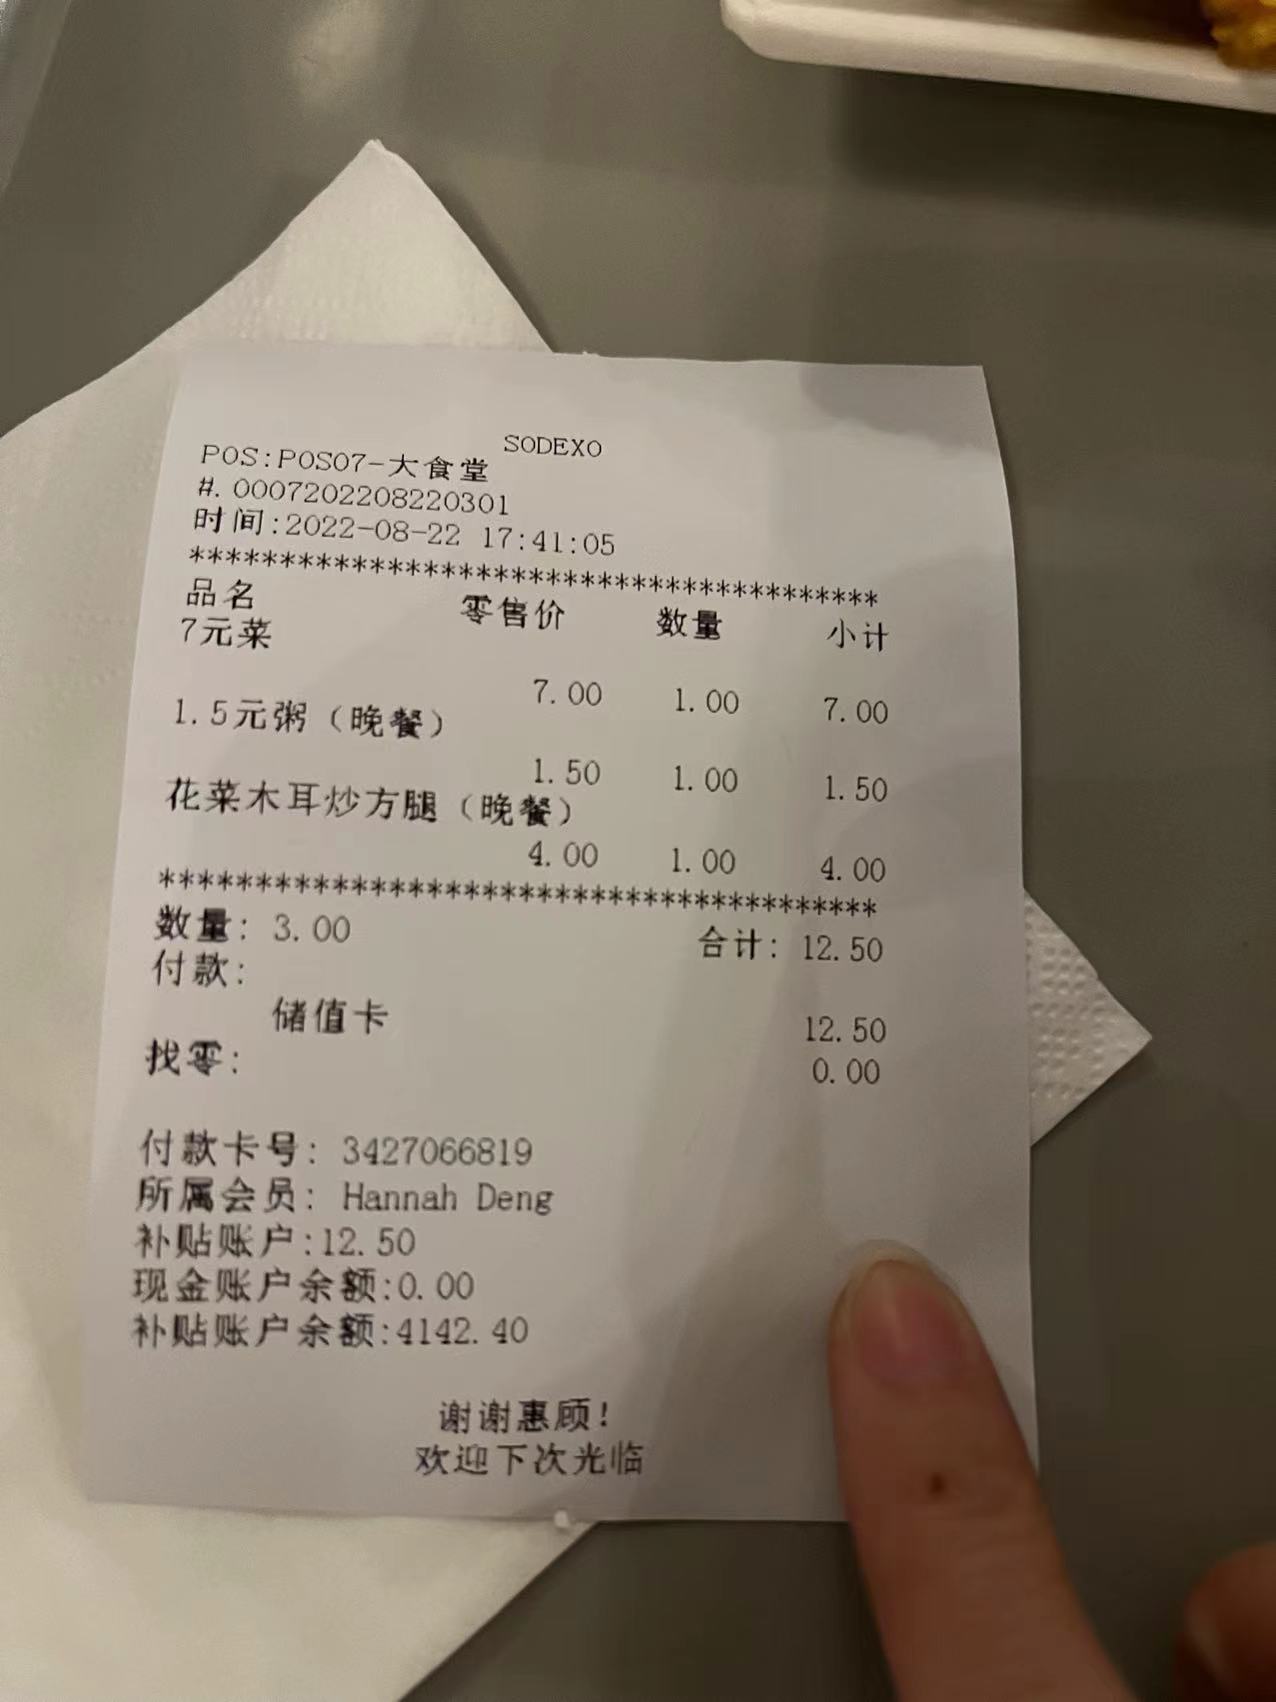 SODEXO
POS:POS07-大食堂
#.0007202208220301
时间:2022-08-22 17:41:05
****************************************
品名 零售价 数量 小计
7元菜
7.00 1.00 7.00
1.5元粥（晚餐）
1.50 1.00 1.50
花菜木耳炒方腿（晚餐）
4.00 1.00 4.00
****************************************
数量: 3.00 合计: 12.50
付款:
储值卡 12.50
找零: 0.00
付款卡号: 3427066819
所属会员: Hannah Deng
补贴账户:12.50
现金账户余额:0.00
补贴账户余额:4142.40
谢谢惠顾!
欢迎下次光临